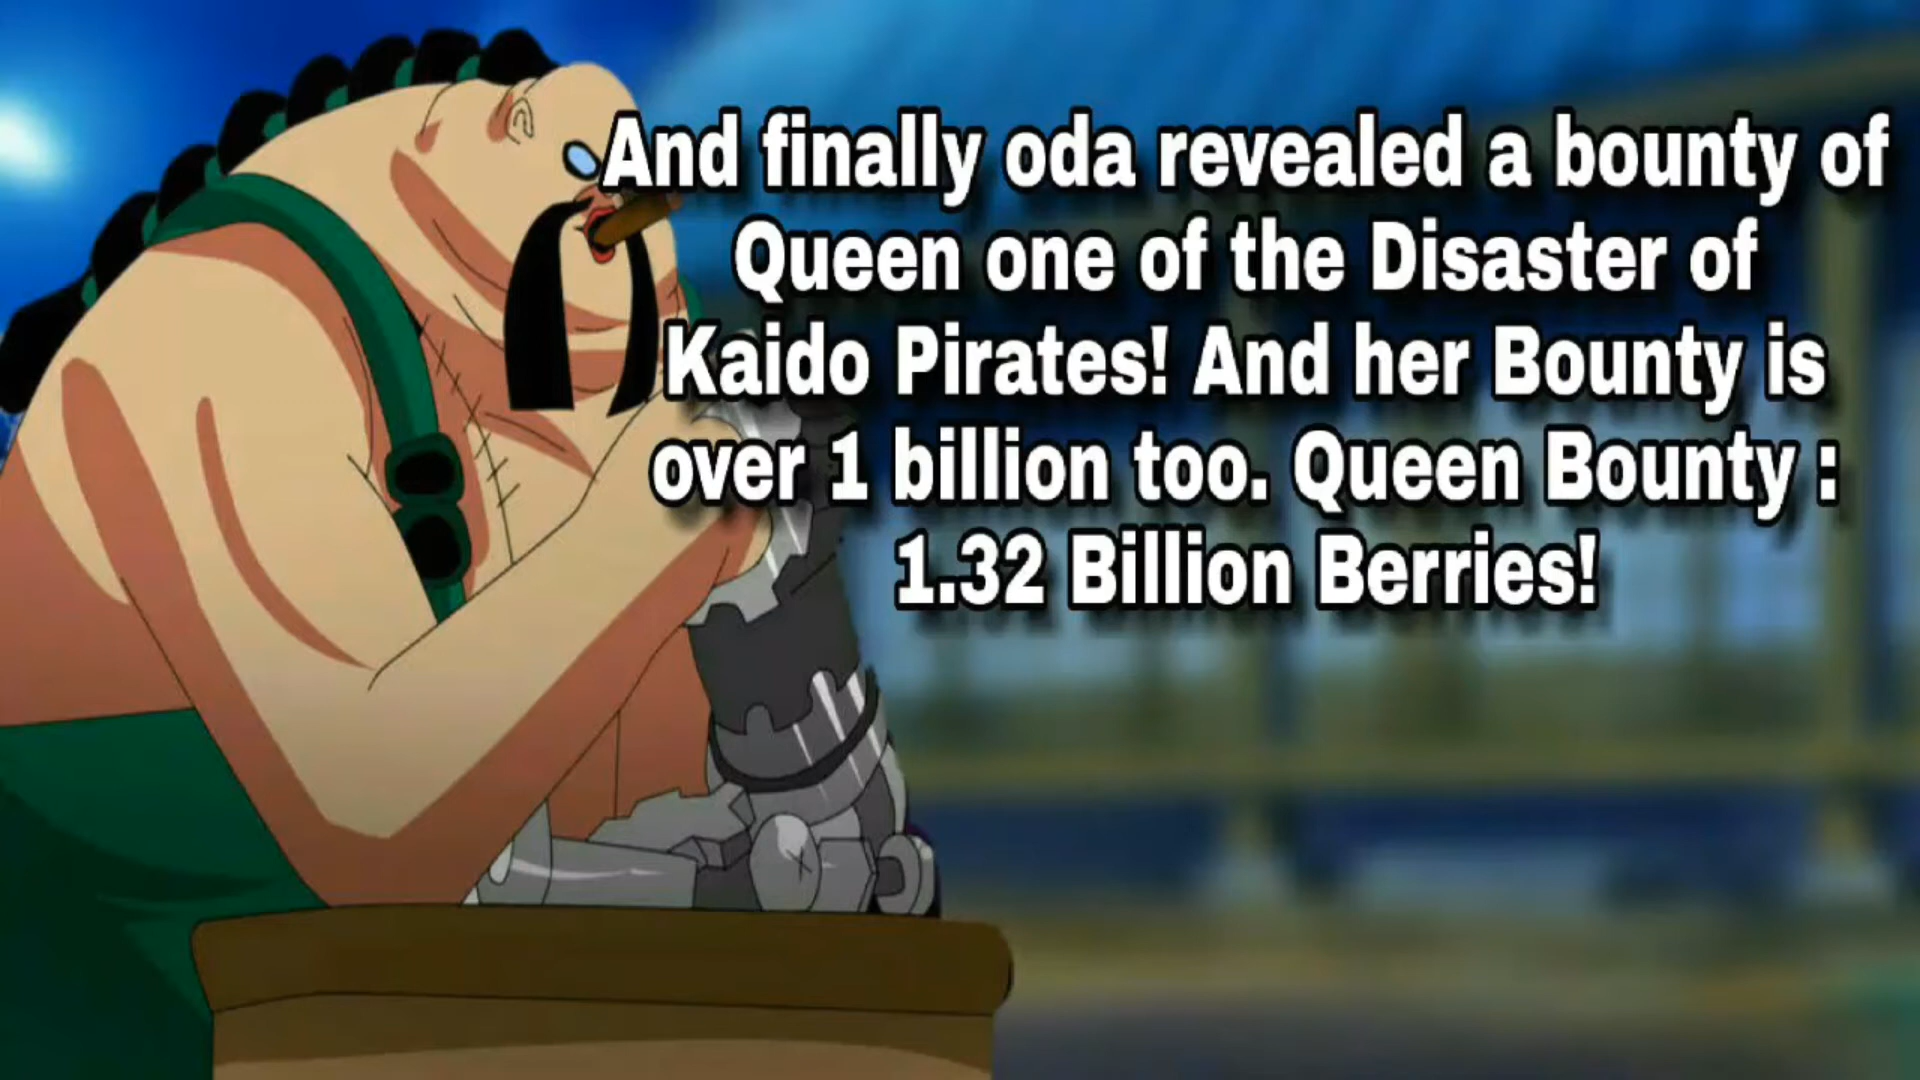 And finally oda revealed a bounty of
Queen one of the Disaster of
Kaido Pirates! And her Bounty is
over 1 billion too. Queen Bounty :
1.32 Billion Berries!